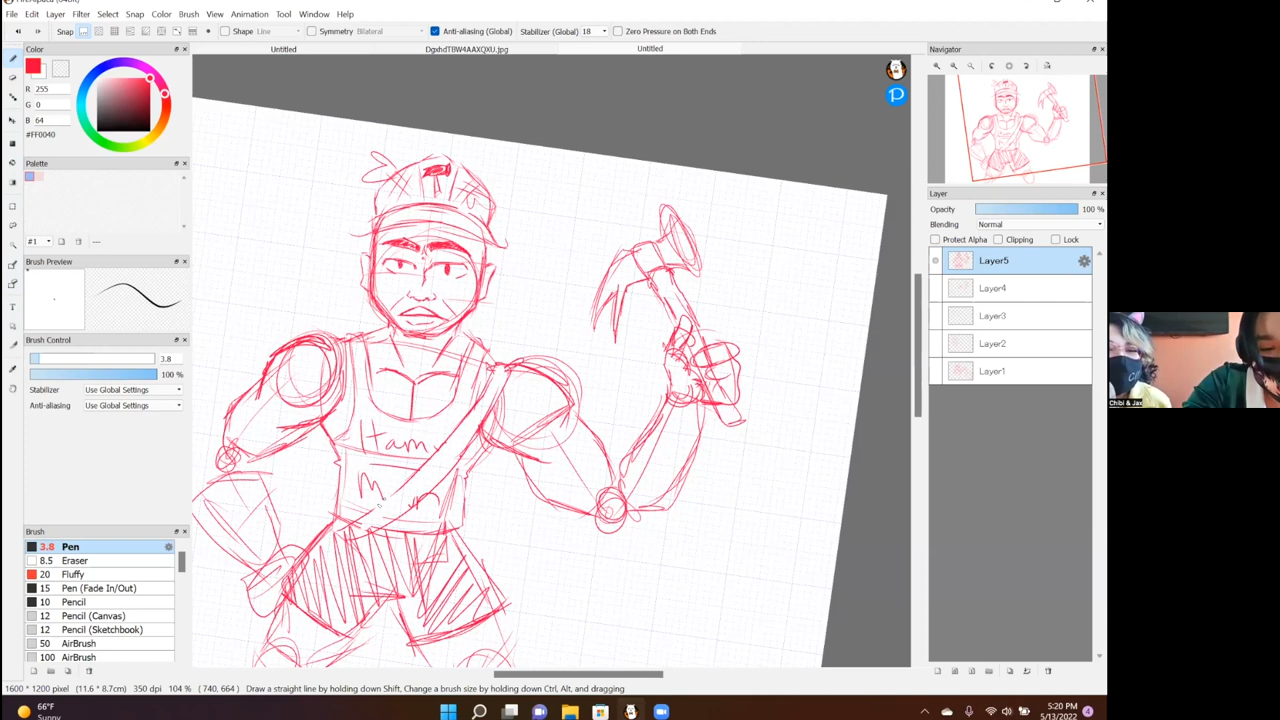 File Edit Layer Filter Select Snap Color Brush View Animation Tool Window Help
Snap Shape Line Symmetry Bilateral Anti-aliasing (Global) Stabilizer (Global) 18 Zero Pressure on Both Ends
Color
Untitled DgxhdT8W4AAXQXU.jpg Untitled
Navigator
R 255
G 0
B 64
#FF0040
Palette
#1 ---
Brush Preview
Brush Control
3.8
100 %
Stabilizer Use Global Settings
Anti-aliasing Use Global Settings
Brush
3.8 Pen
8.5 Eraser
20 Fluffy
15 Pen (Fade In/Out)
10 Pencil
12 Pencil (Canvas)
12 Pencil (Sketchbook)
50 AirBrush
100 AirBrush
Ham
M
Layer
Opacity 100 %
Blending Normal
Protect Alpha Clipping Lock
Layer5
Layer4
Layer3
Layer2
Layer1
Chibi & Jax
1600 * 1200 pixel (11.6 * 8.7cm) 350 dpi 104 % ( 740, 664 ) Draw a straight line by holding down Shift, Change a brush size by holding down Ctrl, Alt, and dragging
66°F
Sunny
5:20 PM
5/13/2022
4